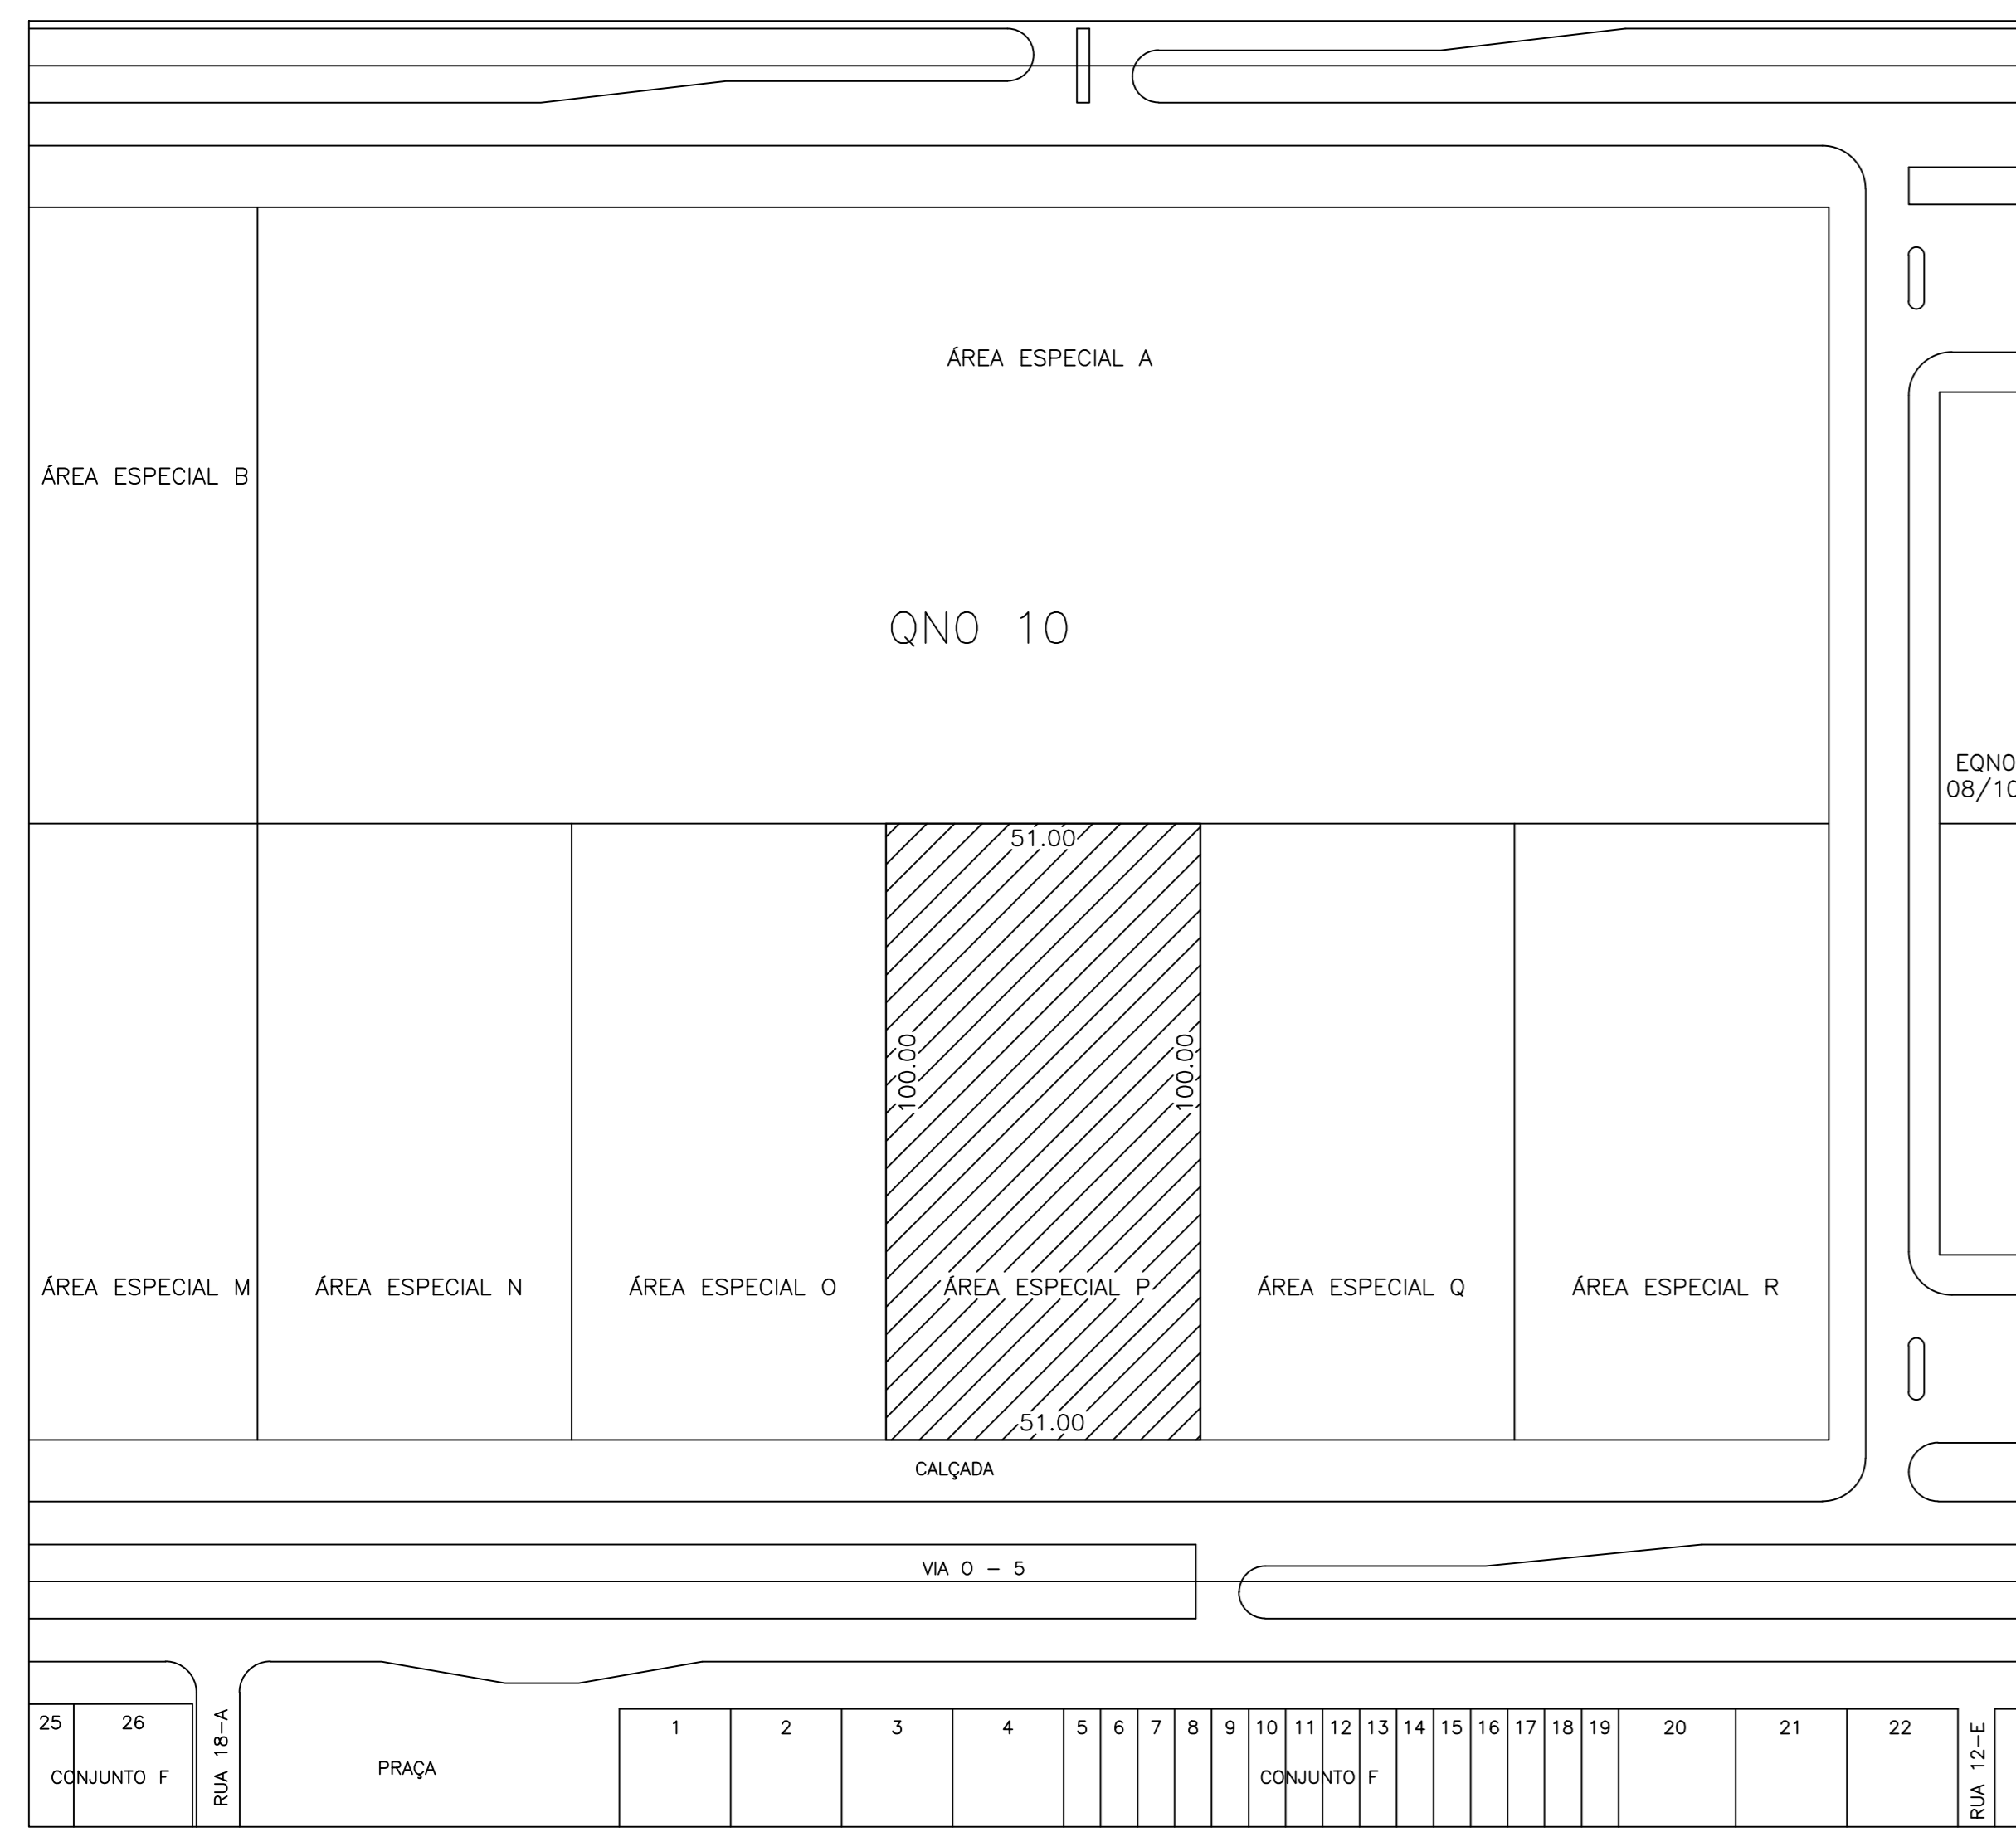 ÁREA ESPECIAL A
ÁREA ESPECIAL B
QNO 10
EQNO
08/10
51.00
100.00
100.00
ÁREA ESPECIAL M
ÁREA ESPECIAL N
ÁREA ESPECIAL O
ÁREA ESPECIAL P
ÁREA ESPECIAL Q
ÁREA ESPECIAL R
51.00
CALÇADA
VIA O - 5
25
26
CONJUNTO F
RUA 18-A
PRAÇA
1
2
3
4
5
6
7
8
9
10
11
12
13
14
15
16
17
18
19
20
21
22
CONJUNTO F
RUA 12-E